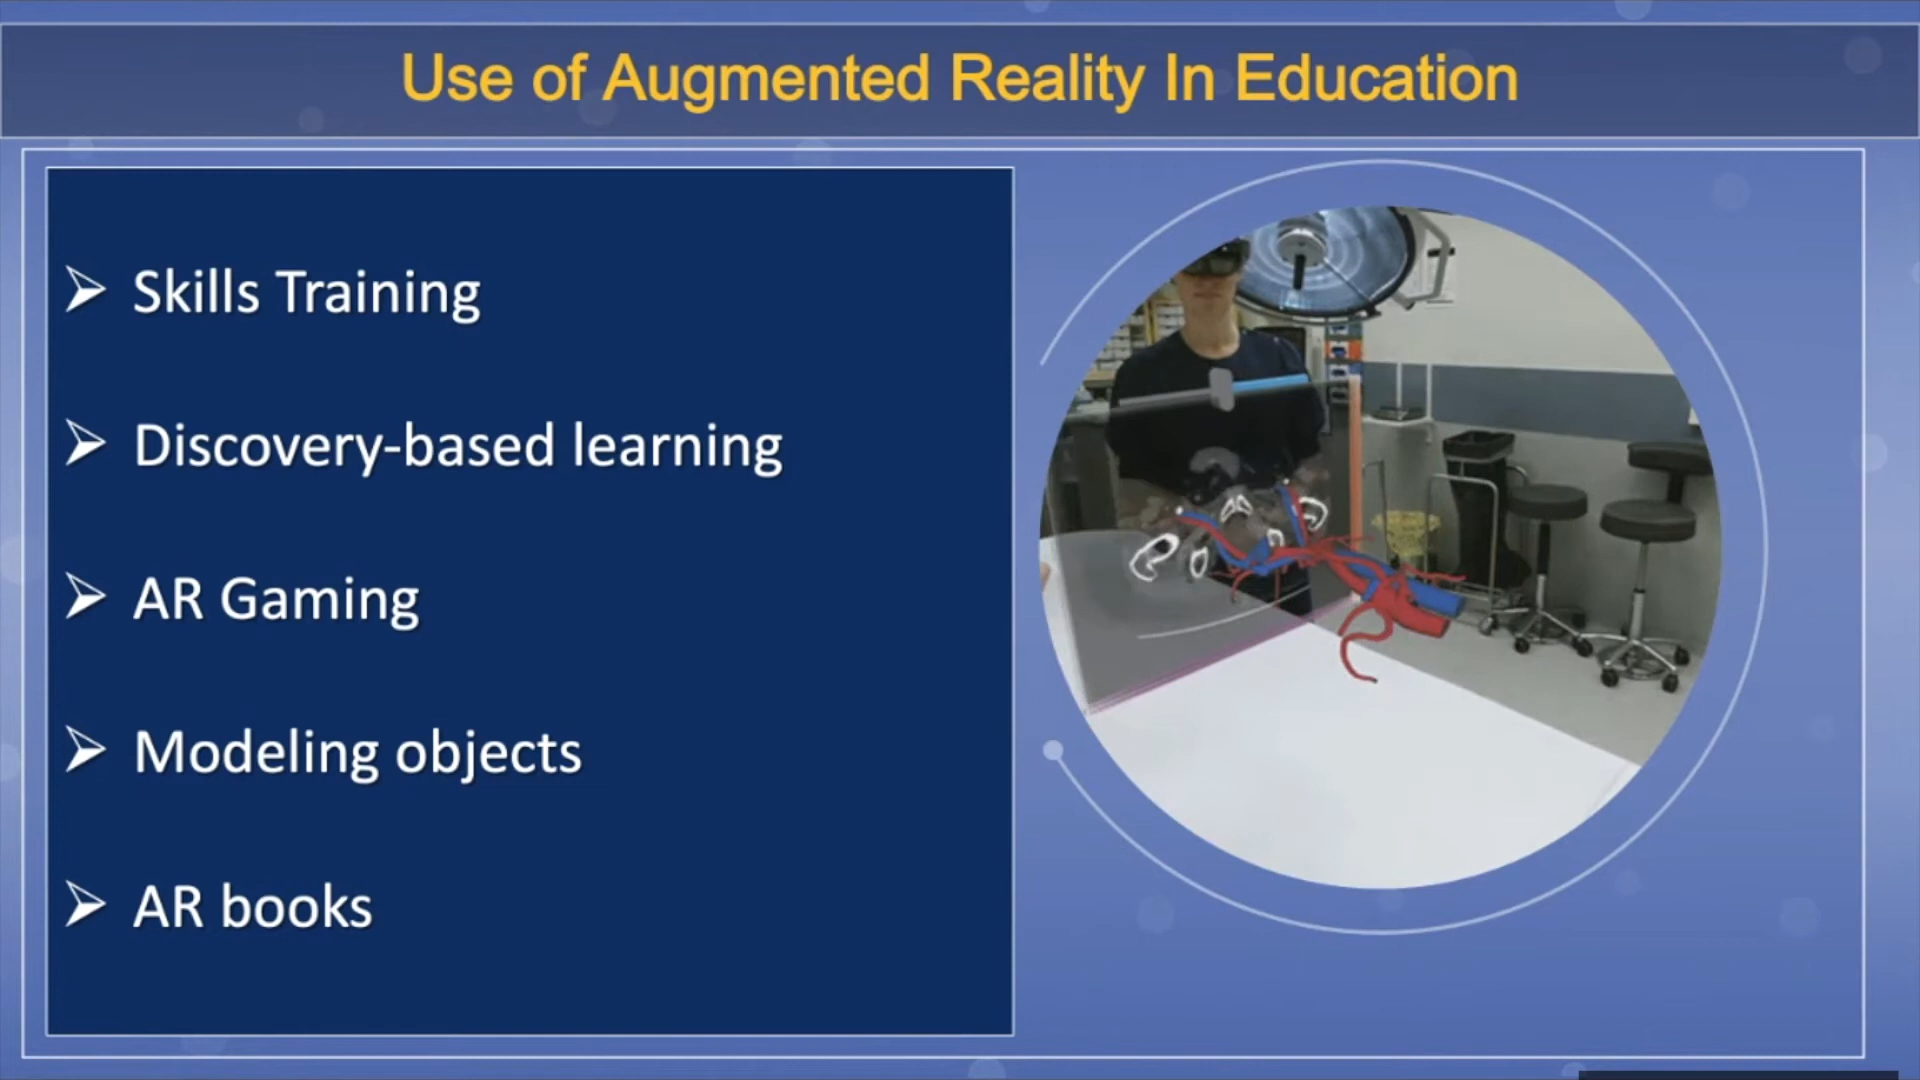 Use of Augmented Reality In Education
Skills Training
Discovery-based learning
AR Gaming
Modeling objects
AR books